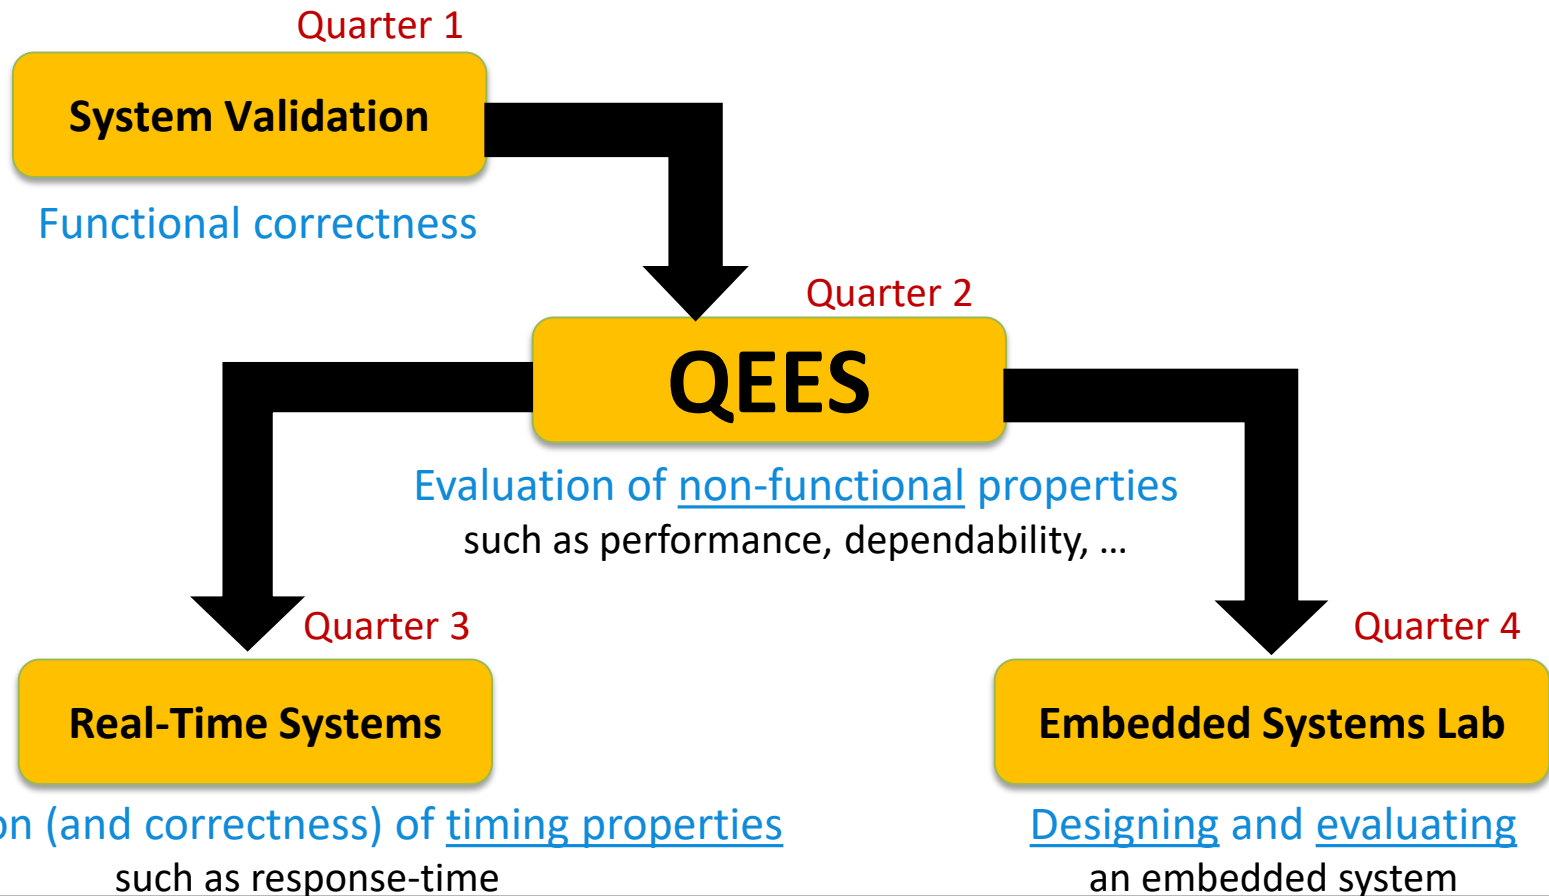 Quarter 1
System Validation
Functional correctness
Quarter 2
QEES
Evaluation of non-functional properties
such as performance, dependability, ...
Quarter 3
Real-Time Systems
(and correctness) of timing properties
such as response-time
Quarter 4
Embedded Systems Lab
Designing and evaluating
an embedded system